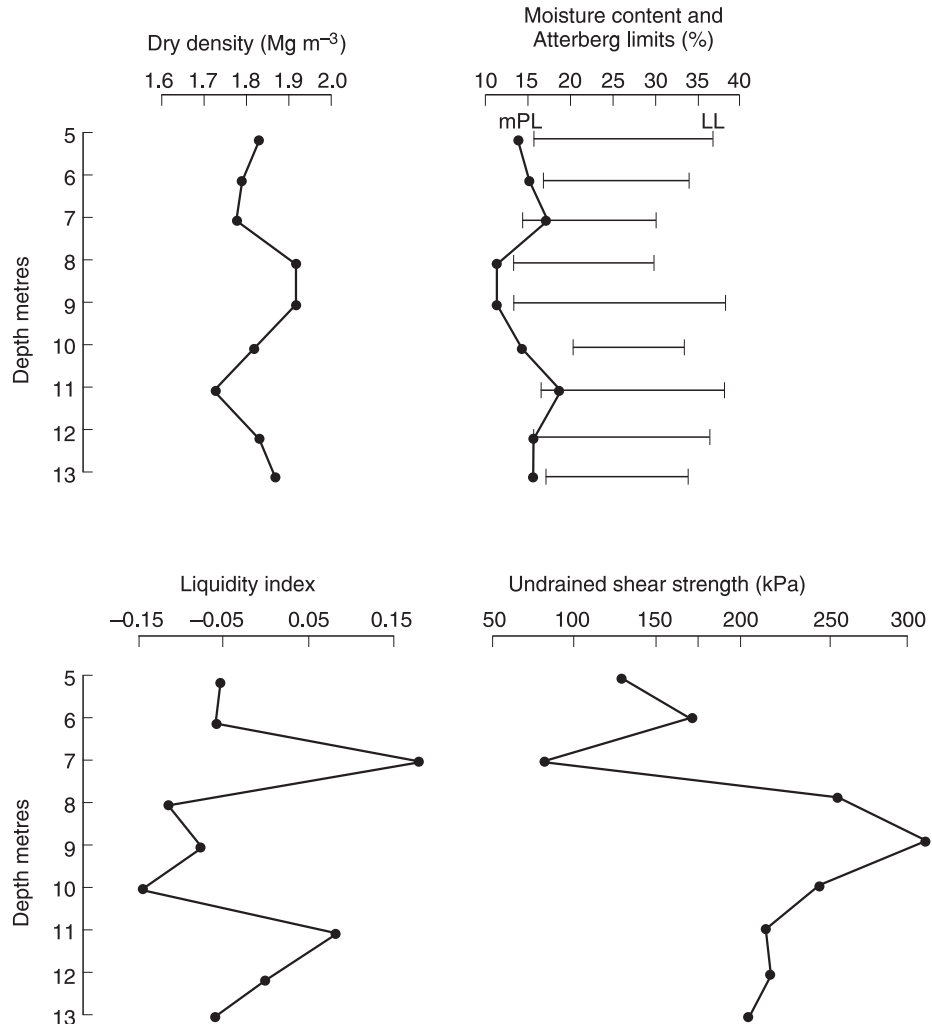 Dry density (Mg m⁻³)
1.6 1.7 1.8 1.9 2.0
Moisture content and
Atterberg limits (%)
10 15 20 25 30 35 40
mPL LL
Depth metres
5
6
7
8
9
10
11
12
13
Liquidity index
–0.15 –0.05 0.05 0.15
Undrained shear strength (kPa)
50 100 150 200 250 300
Depth metres
5
6
7
8
9
10
11
12
13